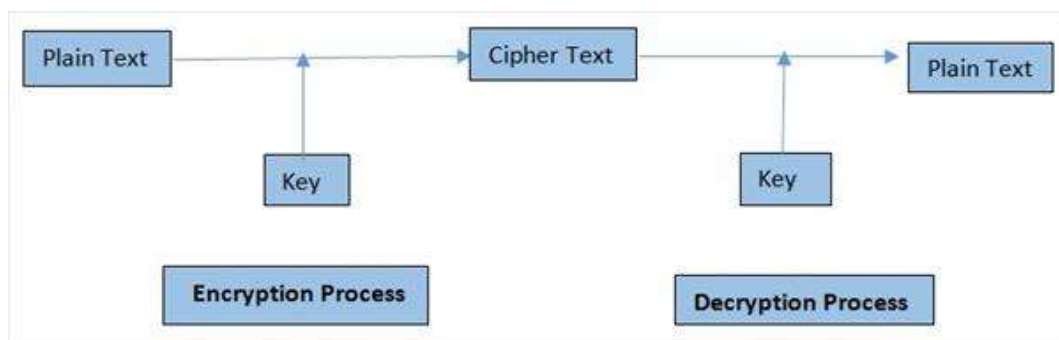 Plain Text
Cipher Text
Plain Text
Key
Key
Encryption Process
Decryption Process